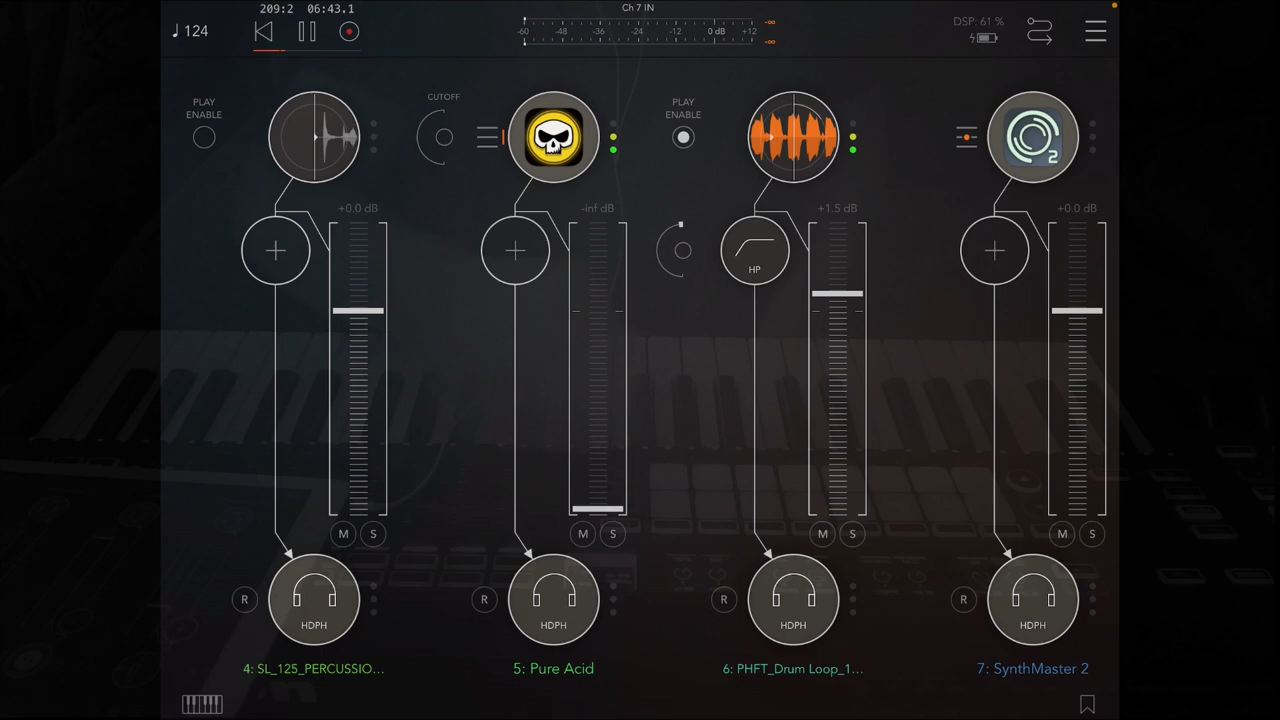 209:2 06:43.1
Ch 7 IN
124
-60 -48 -36 -24 -12 0 dB +12
-∞
-∞
DSP: 61 %
PLAY
ENABLE
CUTOFF
PLAY
ENABLE
2
+0.0 dB
-inf dB
+1.5 dB
+0.0 dB
HP
M S
M S
M S
M S
R
R
R
R
HDPH
HDPH
HDPH
HDPH
4: SL_125_PERCUSSIO...
5: Pure Acid
6: PHFT_Drum Loop_1...
7: SynthMaster 2